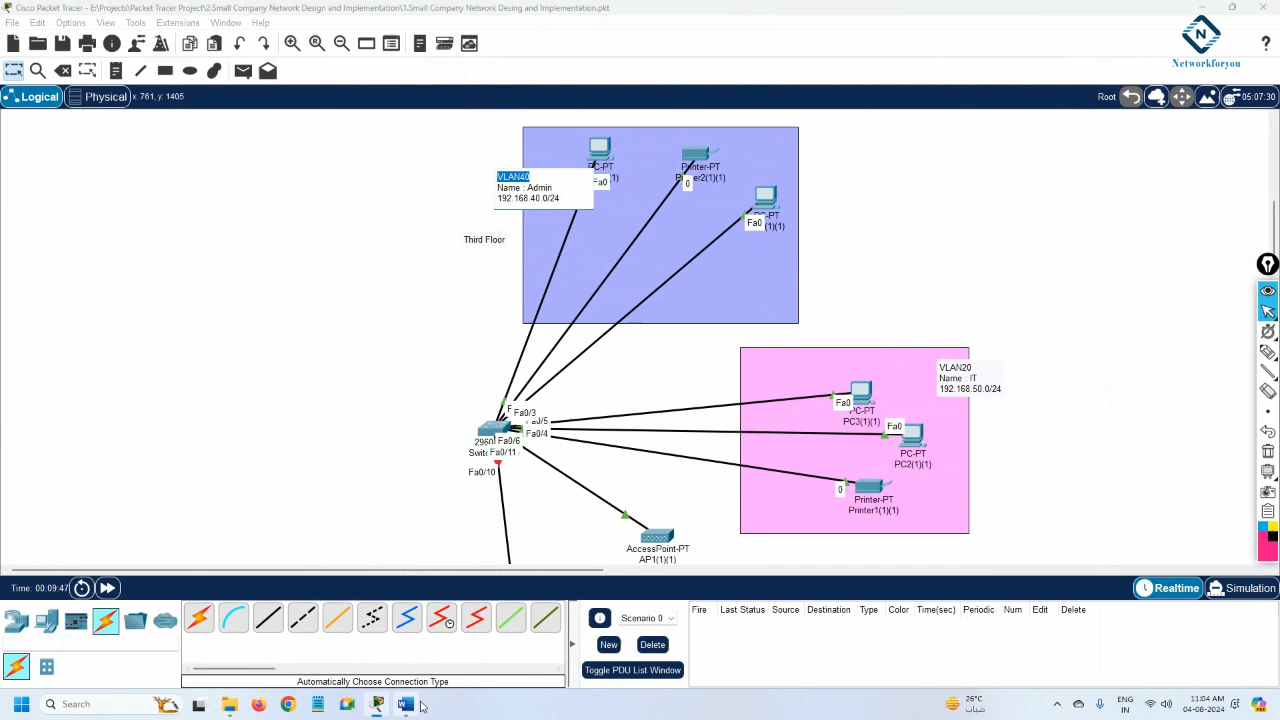 Cisco Packet Tracer - E:\Projects\Packet Tracer Project\2.Small Company Network Design and Implementation\1.Small Company Network Desing and Implementation.pkt
File Edit Options View Tools Extensions Window Help
Networkforyou
N
?
Logical Physical x: 761, y: 1405 Root 05:07:30
PC-PT
Printer-PT
VLAN40
Name : Admin
192.168.40.0/24
Fa0
0
Fa0
Third Floor
VLAN20
Name : IT
192.168.50.0/24
Fa0
PC-PT
PC3(1)(1)
Fa0
PC-PT
PC2(1)(1)
0
Printer-PT
Printer1(1)(1)
Fa0/3
Fa0/4
Fa0/6
Fa0/11
Fa0/10
AccessPoint-PT
AP1(1)(1)
Time: 00:09:47 Realtime Simulation
Scenario 0
New Delete
Toggle PDU List Window
Fire Last Status Source Destination Type Color Time(sec) Periodic Num Edit Delete
Automatically Choose Connection Type
Search
26°C
ضباب
ENG
IN
11:04 AM
04-08-2024